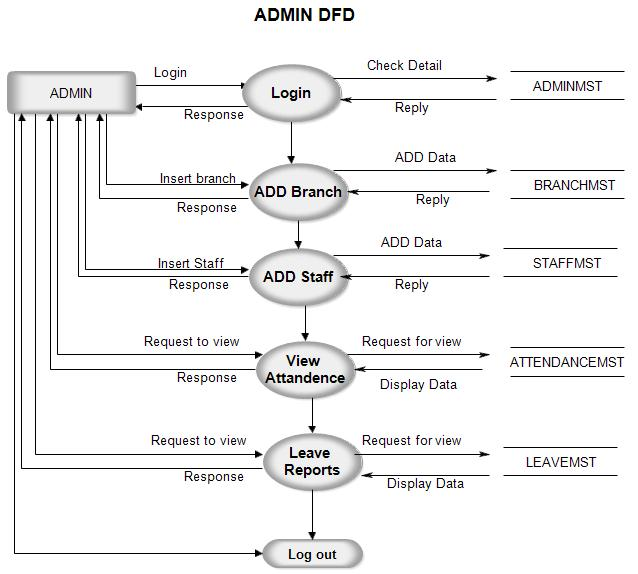 ADMIN DFD
Login
Check Detail
ADMIN
Login
ADMINMST
Response
Reply
ADD Data
Insert branch
ADD Branch
BRANCHMST
Response
Reply
ADD Data
Insert Staff
ADD Staff
STAFFMST
Response
Reply
Request to view
Request for view
View
Attandence
ATTENDANCEMST
Response
Display Data
Request to view
Request for view
Leave
Reports
LEAVEMST
Response
Display Data
Log out